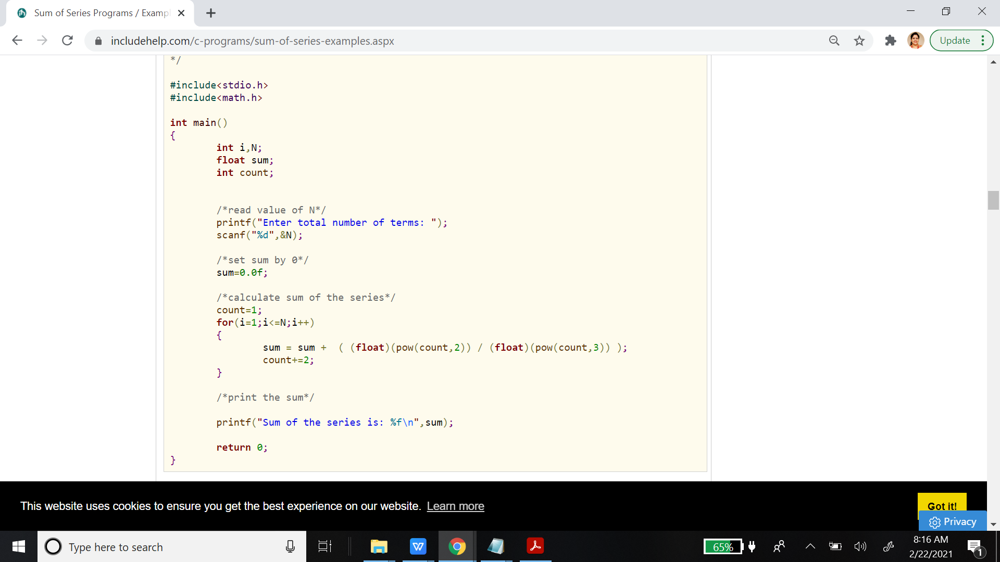 Sum of Series Programs / Examp
includehelp.com/c-programs/sum-of-series-examples.aspx
Update
*/
#include<stdio.h>
#include<math.h>
int main()
{
int i,N;
float sum;
int count;
/*read value of N*/
printf("Enter total number of terms: ");
scanf("%d",&N);
/*set sum by 0*/
sum=0.0f;
/*calculate sum of the series*/
count=1;
for(i=1;i<=N;i++)
{
sum = sum +  ( (float)(pow(count,2)) / (float)(pow(count,3)) );
count+=2;
}
/*print the sum*/
printf("Sum of the series is: %f\n",sum);
return 0;
}
This website uses cookies to ensure you get the best experience on our website. Learn more
Got it!
Privacy
Type here to search
W
65%
8:16 AM
2/22/2021
1